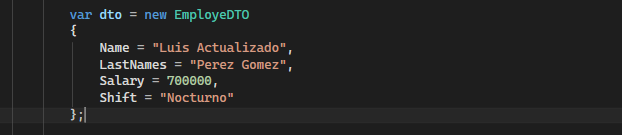 var dto = new EmployeDTO
{
Name = "Luis Actualizado",
LastNames = "Perez Gomez",
Salary = 700000,
Shift = "Nocturno"
};